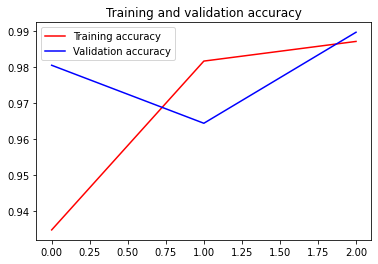 Training and validation accuracy
Training accuracy
Validation accuracy
0.99
0.98
0.97
0.96
0.95
0.94
0.00 0.25 0.50 0.75 1.00 1.25 1.50 1.75 2.00